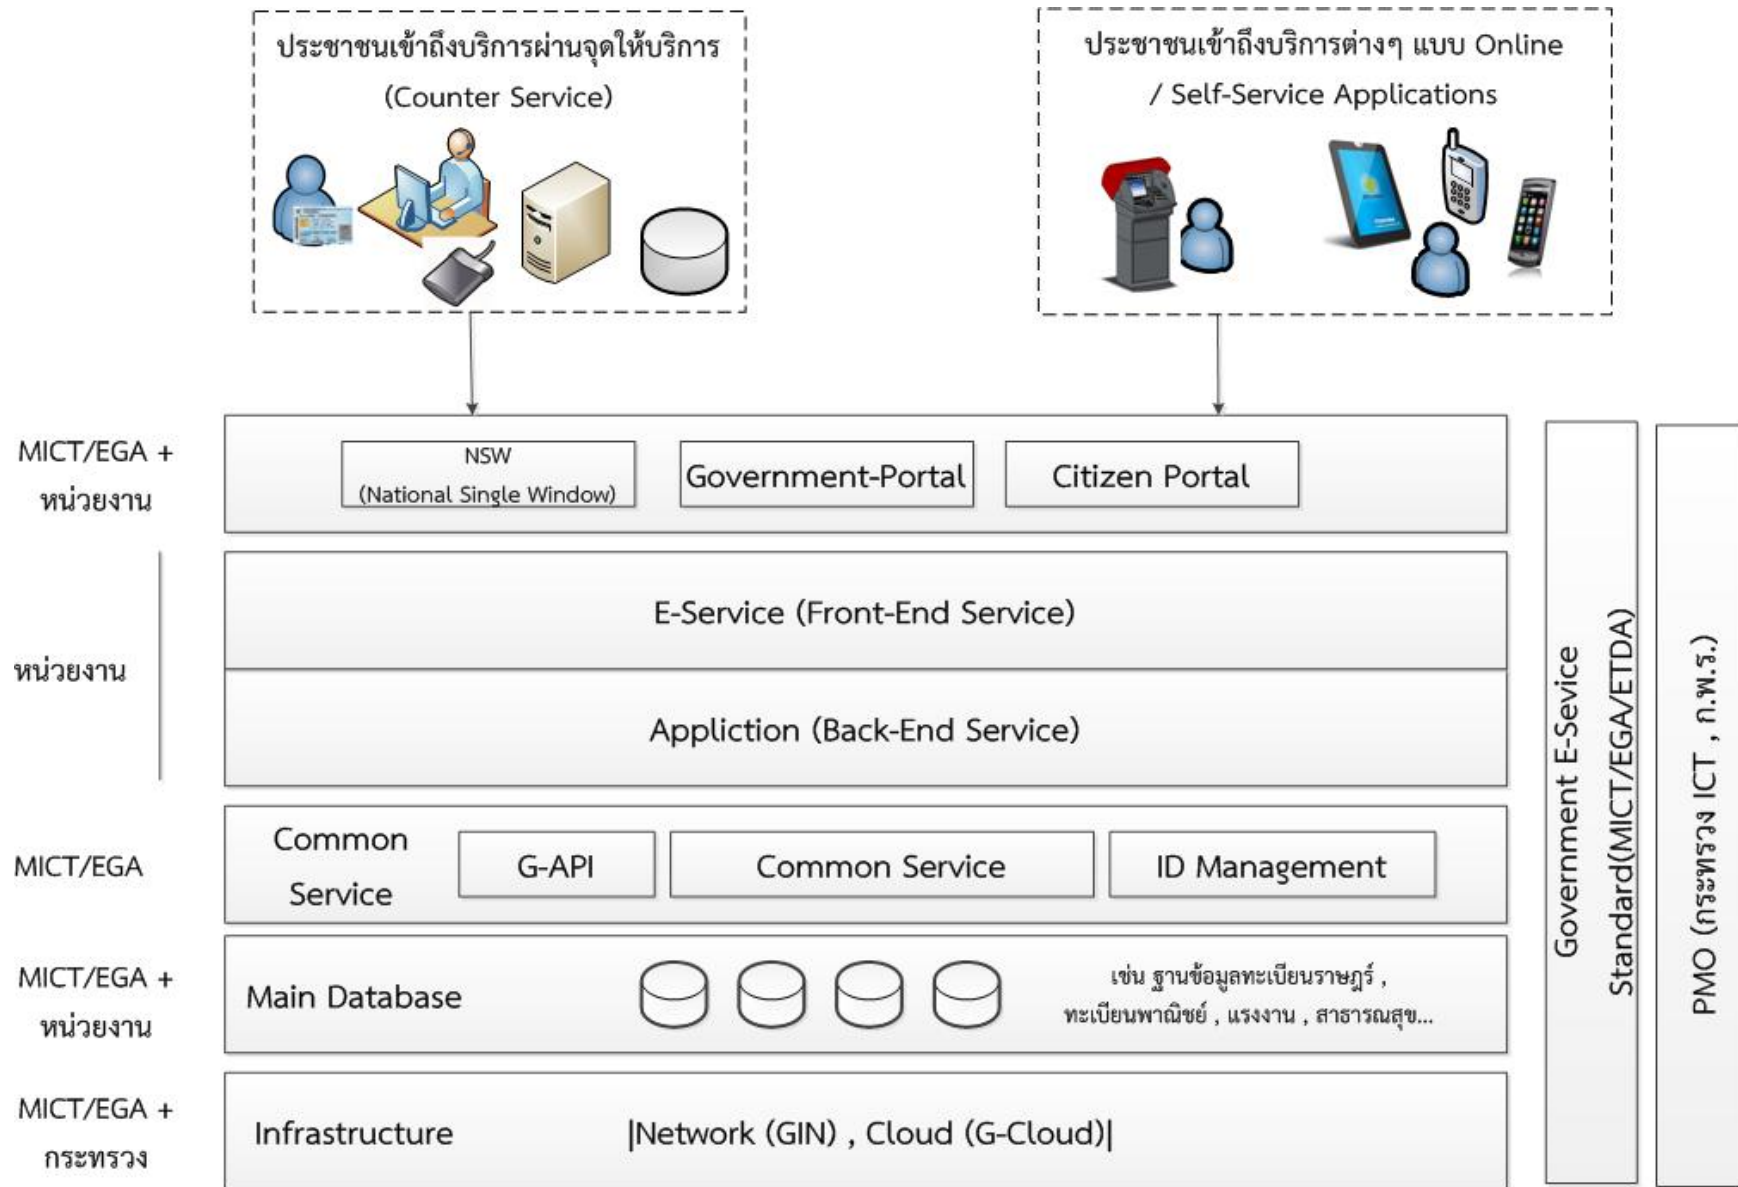 ประชาชนเข้าถึงบริการผ่านจุดให้บริการ
(Counter Service)
ประชาชนเข้าถึงบริการต่างๆ แบบ Online
/ Self-Service Applications
MICT/EGA +
หน่วยงาน
NSW
(National Single Window)
Government-Portal
Citizen Portal
หน่วยงาน
E-Service (Front-End Service)
Appliction (Back-End Service)
MICT/EGA
Common
Service
G-API
Common Service
ID Management
MICT/EGA +
หน่วยงาน
Main Database
เช่น ฐานข้อมูลทะเบียนราษฎร์ ,
ทะเบียนพาณิชย์ , แรงงาน , สาธารณสุข...
MICT/EGA +
กระทรวง
Infrastructure
|Network (GIN) , Cloud (G-Cloud)|
Government E-Sevice
Standard(MICT/EGA/ETDA)
PMO (กระทรวง ICT , ก.พ.ร.)